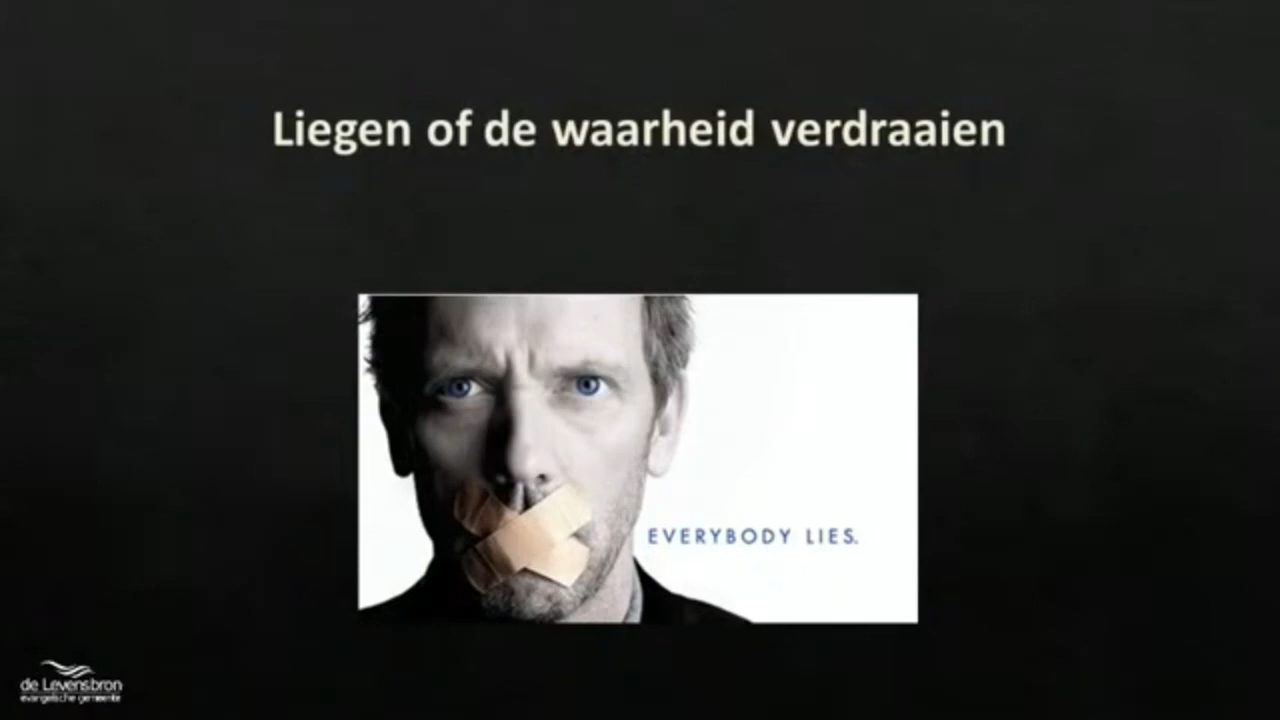 Liegen of de waarheid verdraaien
EVERYBODY LIES.
de Levensbron
evangelische gemeente